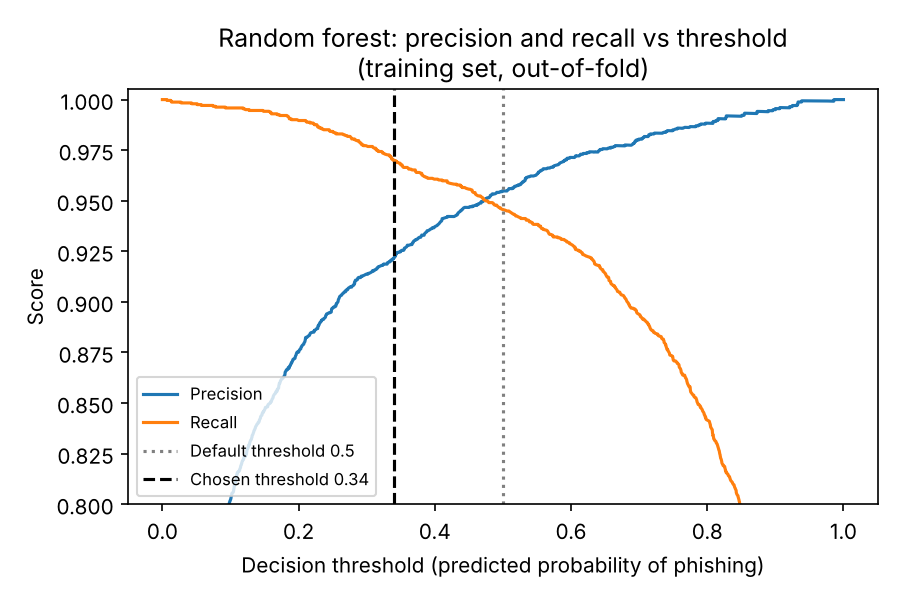 Random forest: precision and recall vs threshold
(training set, out-of-fold)
1.000
0.975
0.950
0.925
0.900
0.875
0.850
0.825
0.800
Score
Precision
Recall
Default threshold 0.5
Chosen threshold 0.34
0.0 0.2 0.4 0.6 0.8 1.0
Decision threshold (predicted probability of phishing)